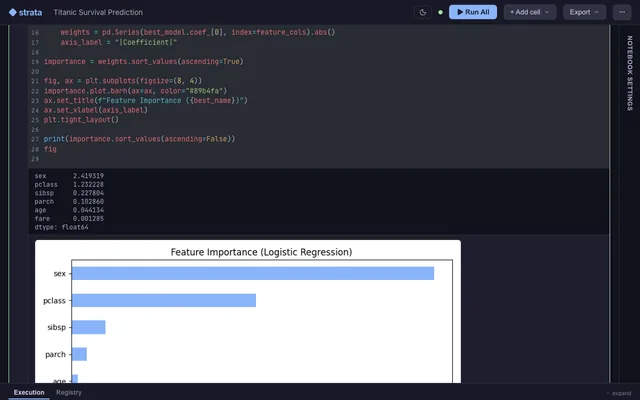 strata
Titanic Survival Prediction
Run All
+ Add cell
Export
NOTEBOOK SETTINGS
16 weights = pd.Series(best_model.coef_[0], index=feature_cols).abs()
17 axis_label = "|Coefficient|"
18
19 importance = weights.sort_values(ascending=True)
20
21 fig, ax = plt.subplots(figsize=(8, 4))
22 importance.plot.barh(ax=ax, color="#89b4fa")
23 ax.set_title(f"Feature Importance ({best_name})")
24 ax.set_xlabel(axis_label)
25 plt.tight_layout()
26
27 print(importance.sort_values(ascending=False))
28 fig
29
sex 2.419319
pclass 1.232228
sibsp 0.227804
parch 0.102860
age 0.044134
fare 0.001285
dtype: float64
Feature Importance (Logistic Regression)
sex
pclass
sibsp
parch
age
Execution
Registry
expand